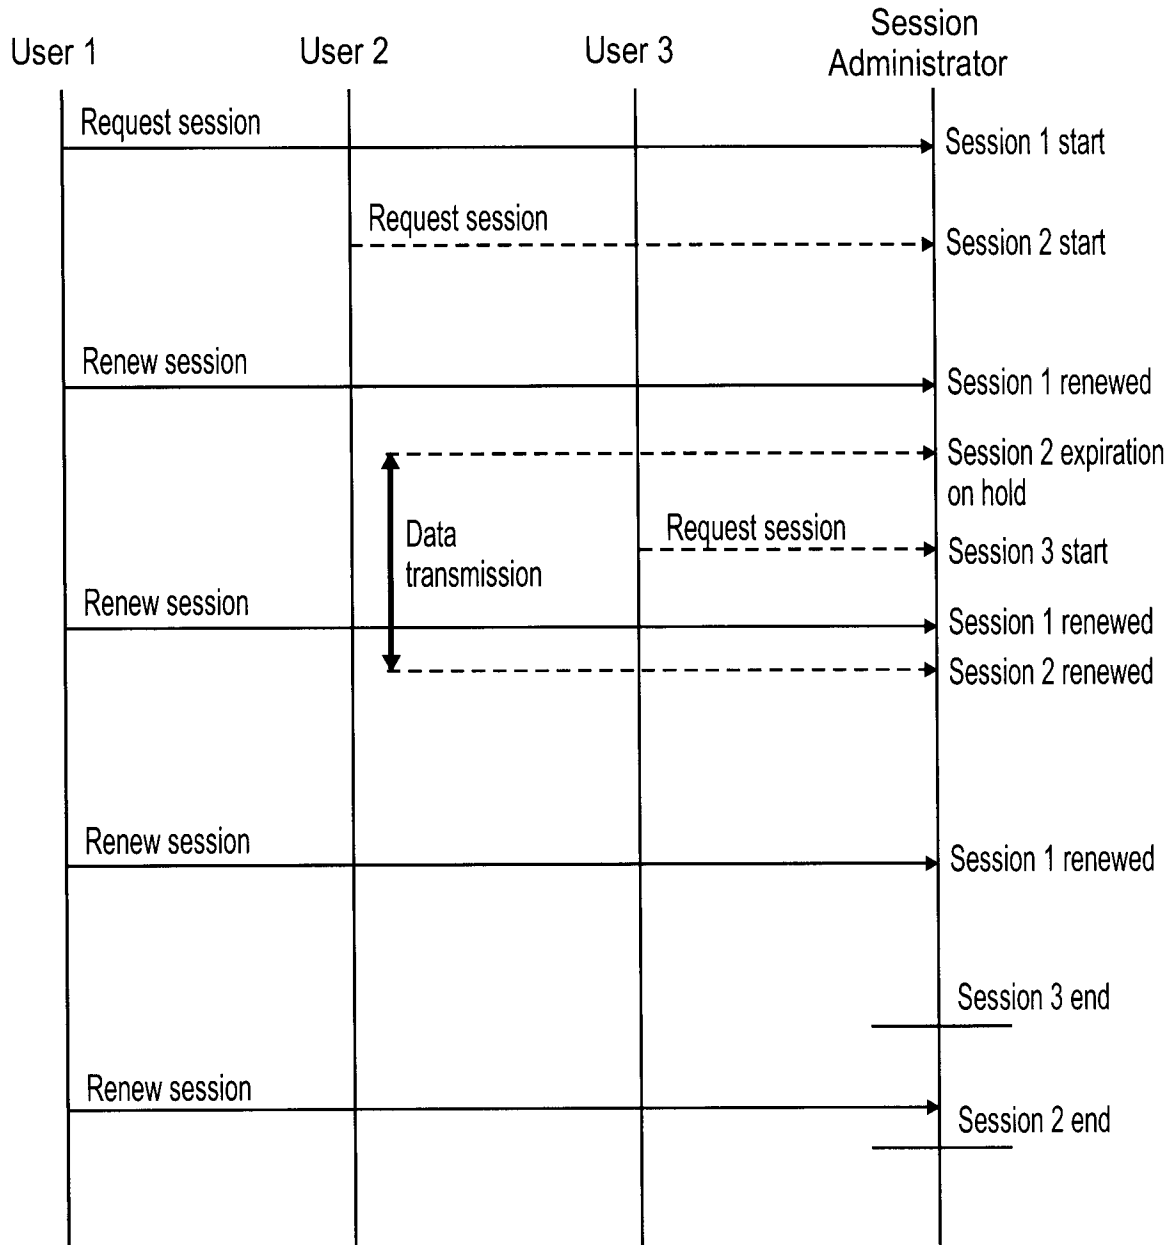 User 1
User 2
User 3
Session
Administrator
Request session
Session 1 start
Request session
Session 2 start
Renew session
Session 1 renewed
Session 2 expiration
on hold
Data
transmission
Request session
Session 3 start
Renew session
Session 1 renewed
Session 2 renewed
Renew session
Session 1 renewed
Session 3 end
Renew session
Session 2 end